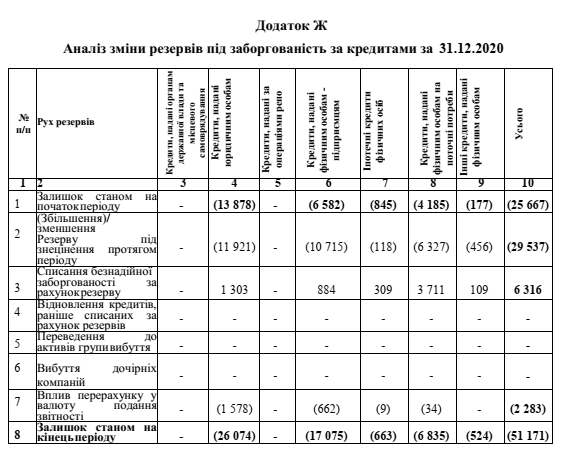 Додаток Ж
Аналіз зміни резервів під заборгованість за кредитами за 31.12.2020
№ п/п
Рух резервів
Кредити, надані органам державної влади та місцевого самоврядування
Кредити, надані юридичним особам
Кредити, надані за операціями репо
Кредити, надані фізичним особам - підприємцям
Іпотечні кредити фізичних осіб
Кредити, надані фізичним особам на поточні потреби
Інші кредити, надані фізичним особам
Усього
1 2 3 4 5 6 7 8 9 10
1 Залишок станом на початокперіоду - (13 878) - (6 582) (845) (4 185) (177) (25 667)
2 (Збільшення)/ зменшення Резерву під знецінення протягом періоду - (11 921) - (10 715) (118) (6 327) (456) (29 537)
3 Списання безнадійної заборгованості за рахунокрезерву - 1 303 - 884 309 3 711 109 6 316
4 Відновлення кредитів, раніше списаних за рахунок резервів - - - - - - - -
5 Переведення до активів групивибуття - - - - - - - -
6 Вибуття дочірніх компаній - - - - - - - -
7 Вплив перерахунку у валюту подання звітності - (1 578) - (662) (9) (34) - (2 283)
8 Залишок станом на кінецьперіоду - (26 074) - (17 075) (663) (6 835) (524) (51 171)